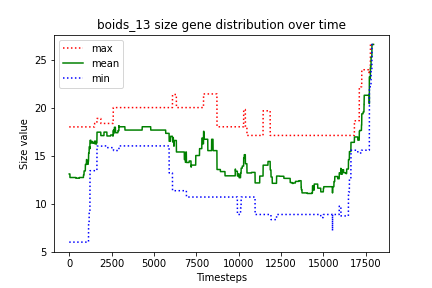 boids_13 size gene distribution over time
max
mean
min
Size value
25
20
15
10
5
0
2500
5000
7500
10000
12500
15000
17500
Timesteps